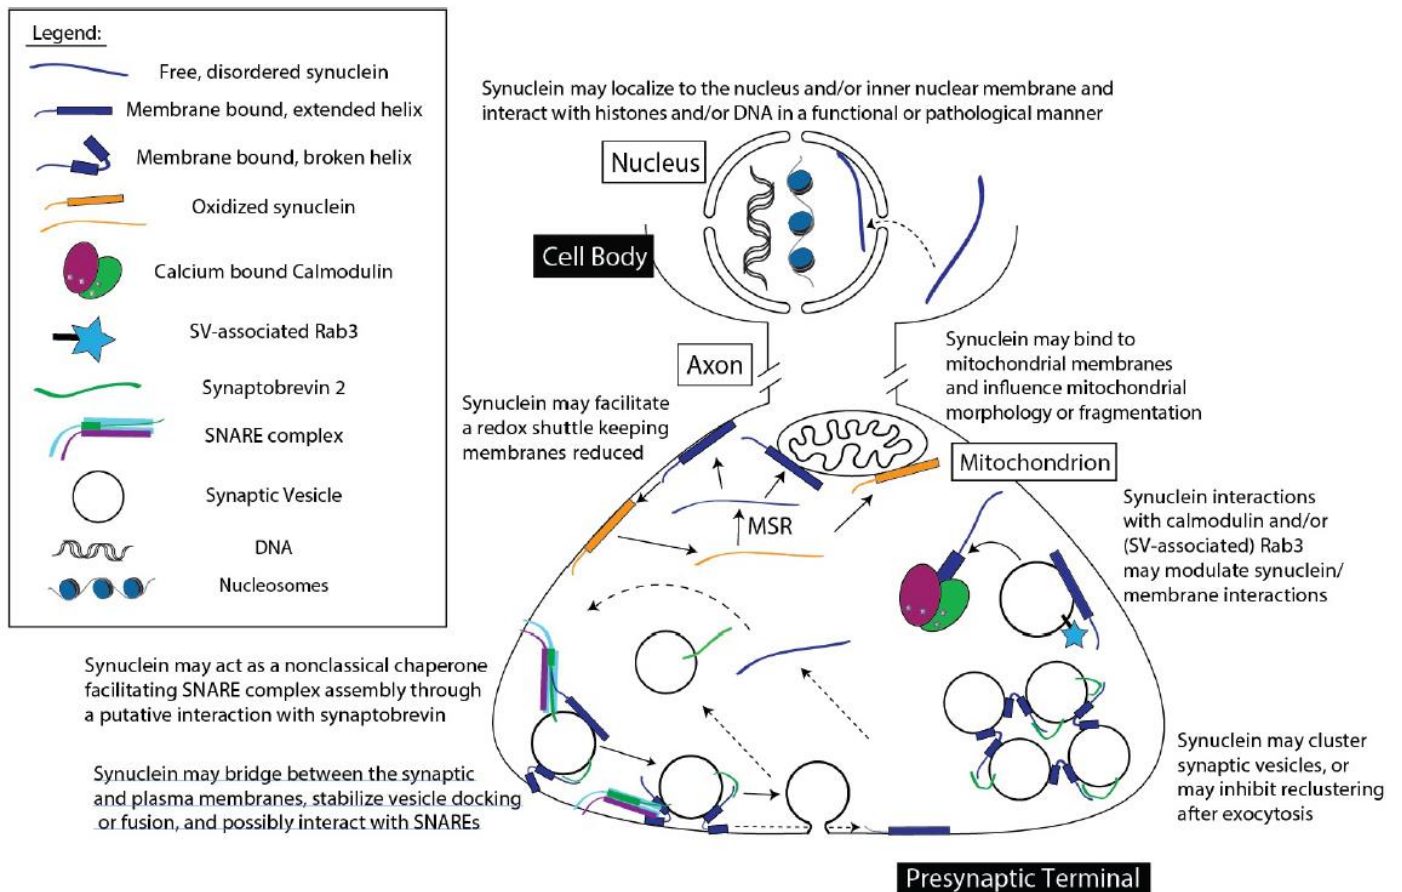 Legend:
Free, disordered synuclein
Membrane bound, extended helix
Membrane bound, broken helix
Oxidized synuclein
Calcium bound Calmodulin
SV-associated Rab3
Synaptobrevin 2
SNARE complex
Synaptic Vesicle
DNA
Nucleosomes
Synuclein may localize to the nucleus and/or inner nuclear membrane and
interact with histones and/or DNA in a functional or pathological manner
Nucleus
Cell Body
Axon
Synuclein may bind to
mitochondrial membranes
and influence mitochondrial
morphology or fragmentation
Synuclein may facilitate
a redox shuttle keeping
membranes reduced
Mitochondrion
MSR
Synuclein interactions
with calmodulin and/or
(SV-associated) Rab3
may modulate synuclein/
membrane interactions
Synuclein may act as a nonclassical chaperone
facilitating SNARE complex assembly through
a putative interaction with synaptobrevin
Synuclein may bridge between the synaptic
and plasma membranes, stabilize vesicle docking
or fusion, and possibly interact with SNAREs
Synuclein may cluster
synaptic vesicles, or
may inhibit reclustering
after exocytosis
Presynaptic Terminal